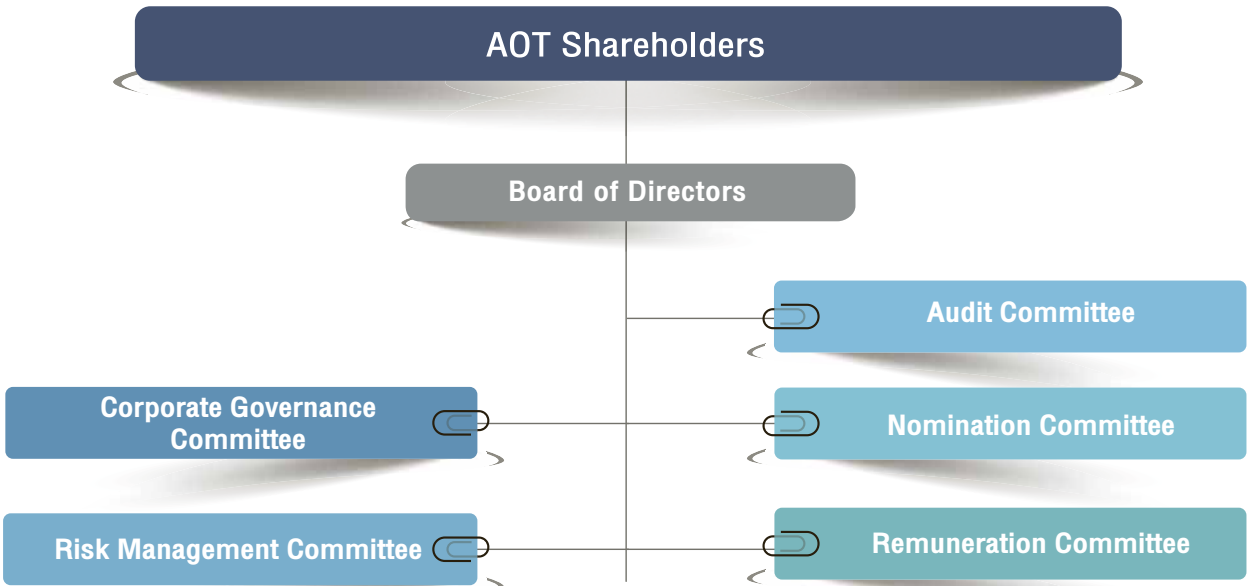 AOT Shareholders
Board of Directors
Audit Committee
Corporate Governance
Committee
Nomination Committee
Risk Management Committee
Remuneration Committee